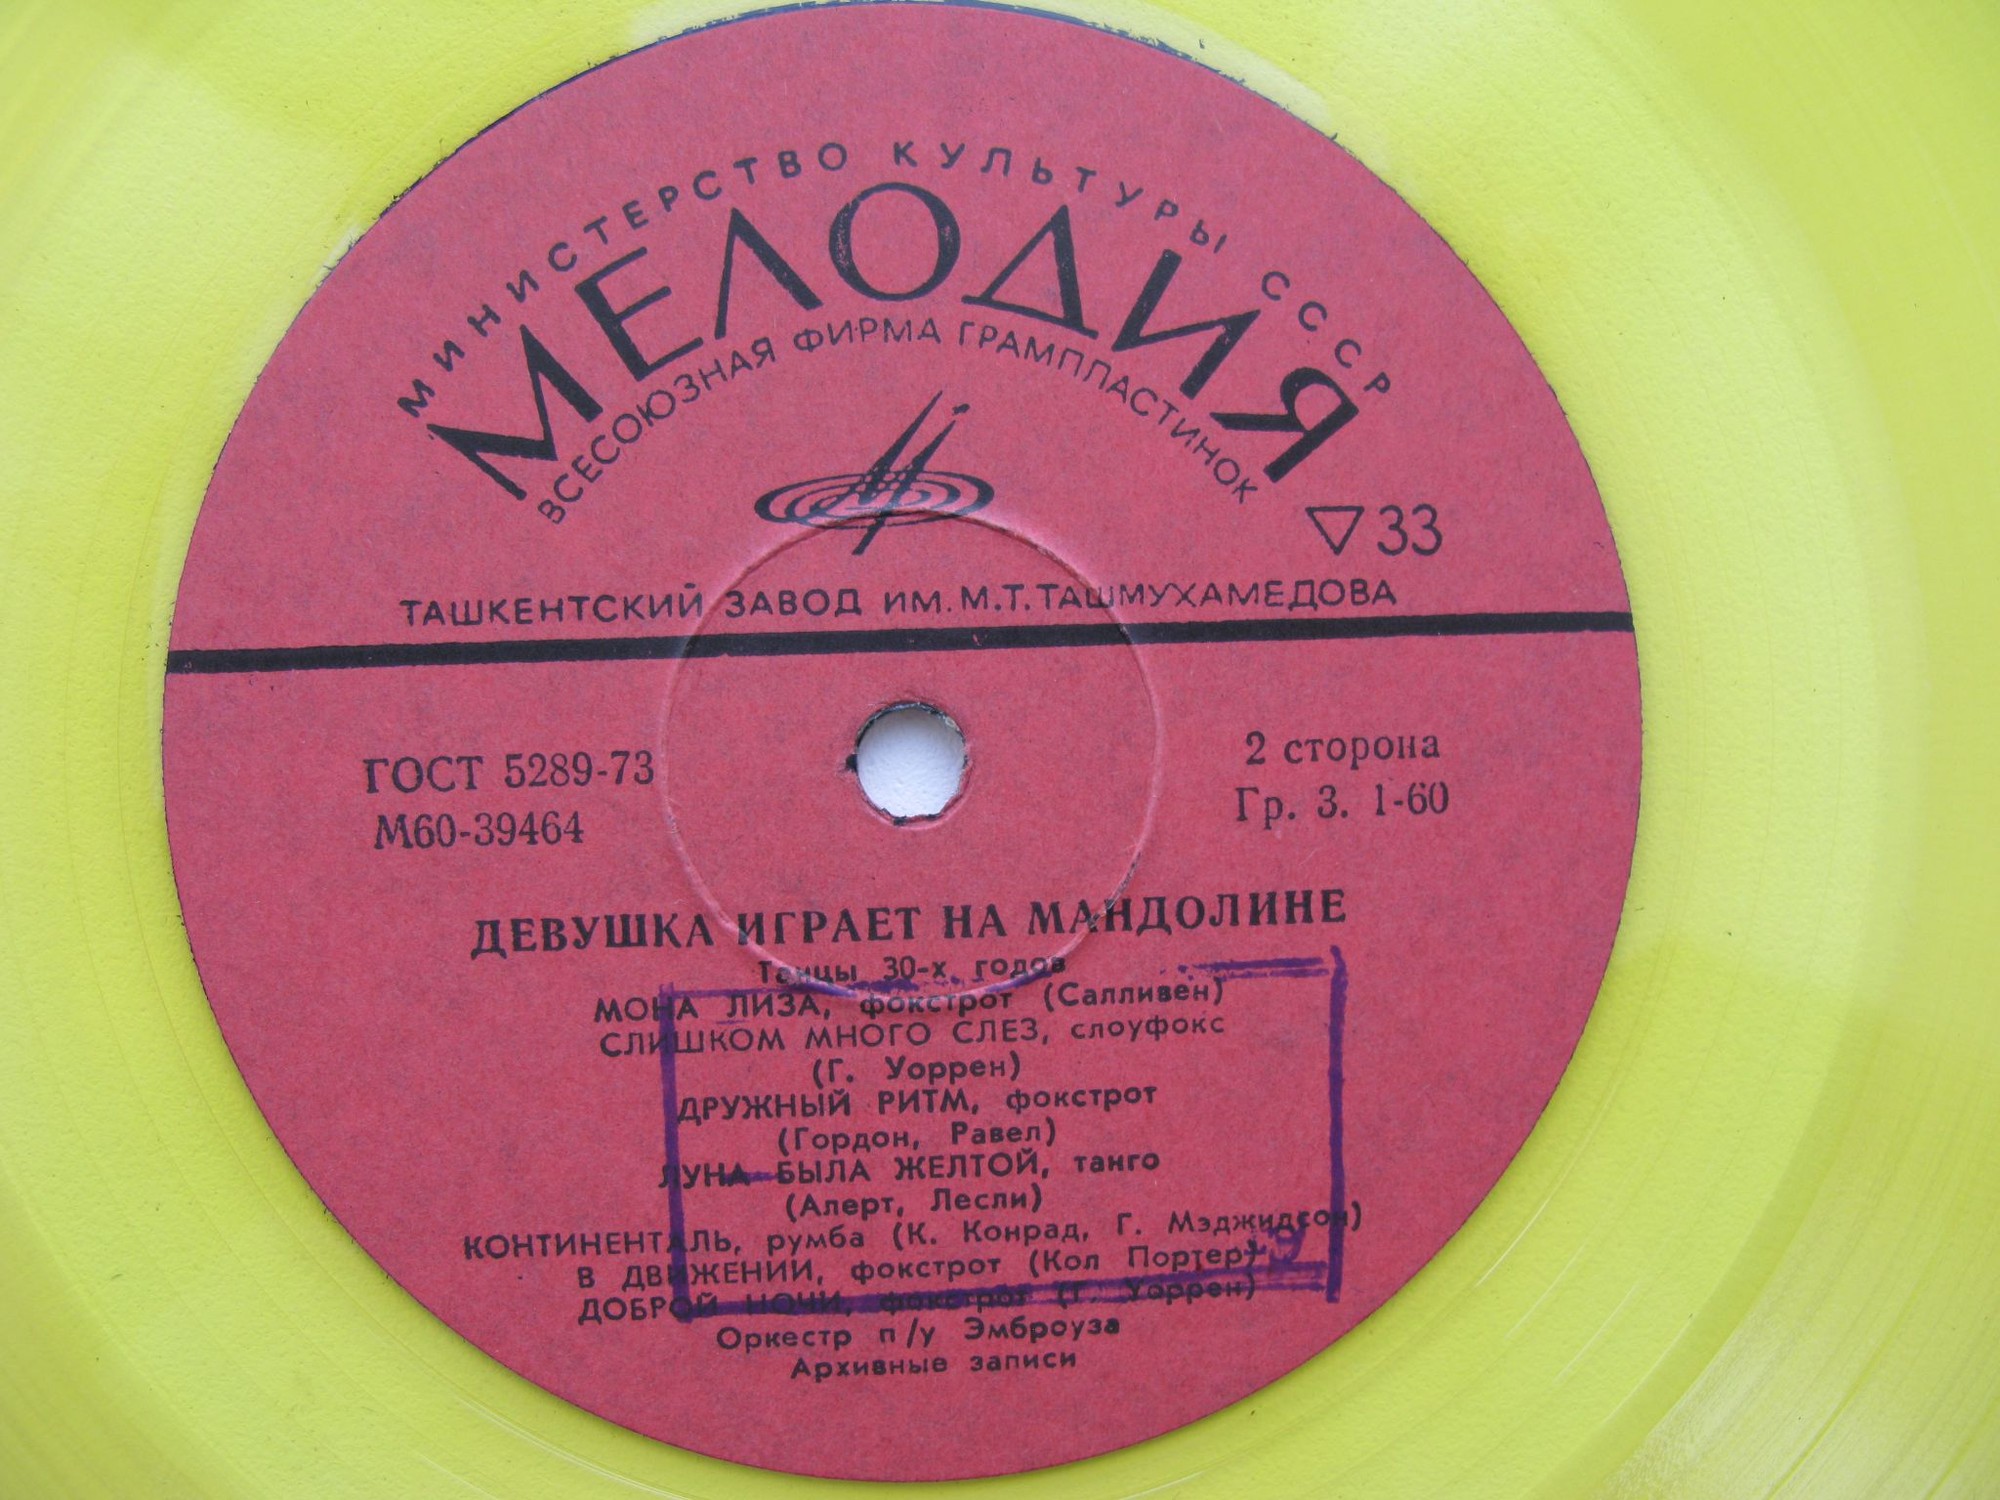 МИНИСТЕРСТВО КУЛЬТУРЫ СССР
МЕЛОДИЯ
ВСЕСОЮЗНАЯ ФИРМА ГРАМПЛАСТИНОК
▽33
ТАШКЕНТСКИЙ ЗАВОД ИМ. М.Т. ТАШМУХАМЕДОВА
ГОСТ 5289-73
М60-39464
2 сторона
Гр. 3. 1-60
ДЕВУШКА ИГРАЕТ НА МАНДОЛИНЕ
Танцы 30-х годов
МОНА ЛИЗА, фокстрот (Салливен)
СЛИШКОМ МНОГО СЛЕЗ, слоуфокс
(Г. Уоррен)
ДРУЖНЫЙ РИТМ, фокстрот
(Гордон, Равел)
ЛУНА БЫЛА ЖЕЛТОЙ, танго
(Алерт, Лесли)
КОНТИНЕНТАЛЬ, румба (К. Конрад, Г. Мэджидсон)
В ДВИЖЕНИИ, фокстрот (Кол Портер)
ДОБРОЙ НОЧИ, фокстрот (Г. Уоррен)
Оркестр п/у Эмброуза
Архивные записи